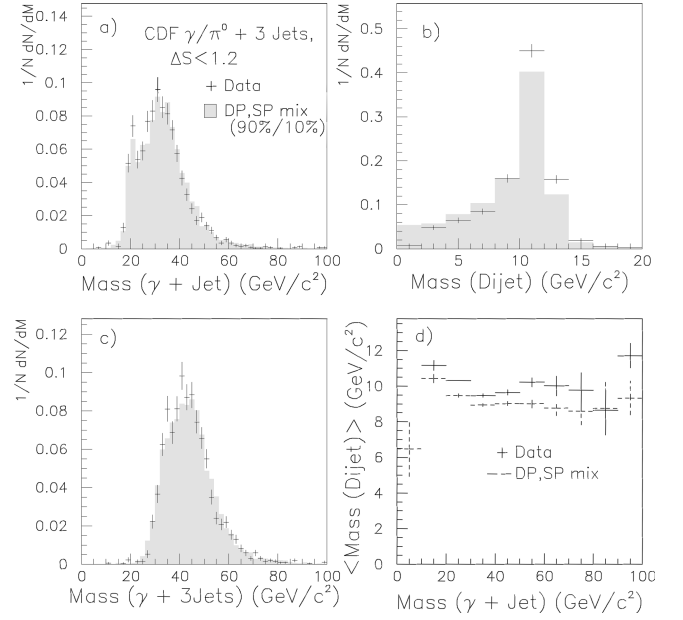 a)
CDF γ/π⁰ + 3 Jets,
ΔS<1.2
Data
DP,SP mix
(90%/10%)
1/N dN/dM
0.14
0.12
0.1
0.08
0.06
0.04
0.02
0
0 20 40 60 80 100
Mass (γ + Jet) (GeV/c²)
b)
1/N dN/dM
0.5
0.4
0.3
0.2
0.1
0
0 5 10 15 20
Mass (Dijet) (GeV/c²)
c)
1/N dN/dM
0.12
0.1
0.08
0.06
0.04
0.02
0
0 20 40 60 80 100
Mass (γ + 3Jets) (GeV/c²)
d)
<Mass (Dijet)> (GeV/c²)
12
10
8
6
4
2
0
Data
DP,SP mix
0 20 40 60 80 100
Mass (γ + Jet) (GeV/c²)